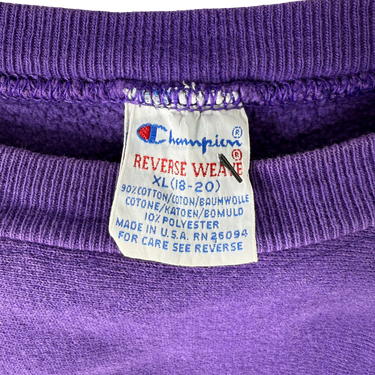 Champion®
REVERSE WEAVE®
XL (18-20)
90% COTTON/COTON/BAUMWOLLE
COTONE/KATOEN/BOMULD
10% POLYESTER
MADE IN U.S.A. RN 26094
FOR CARE SEE REVERSE